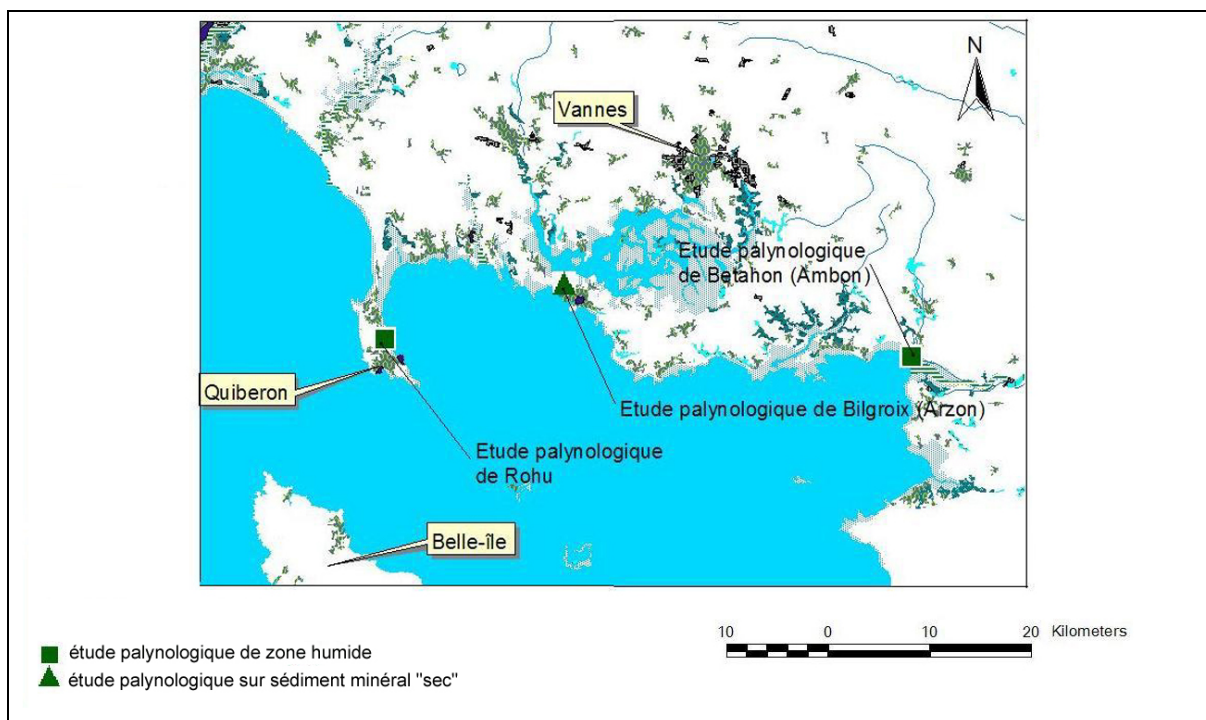 N
Vannes
Etude palynologique
de Betahon (Ambon)
Quiberon
Etude palynologique de Bilgroix (Arzon)
Etude palynologique
de Rohu
Belle-île
10 0 10 20 Kilometers
étude palynologique de zone humide
étude palynologique sur sédiment minéral "sec"